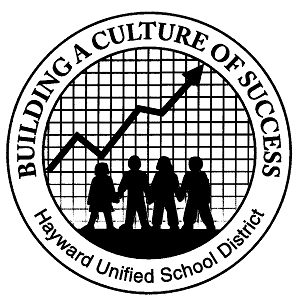 BUILDING A CULTURE OF SUCCESS
Hayward Unified School District